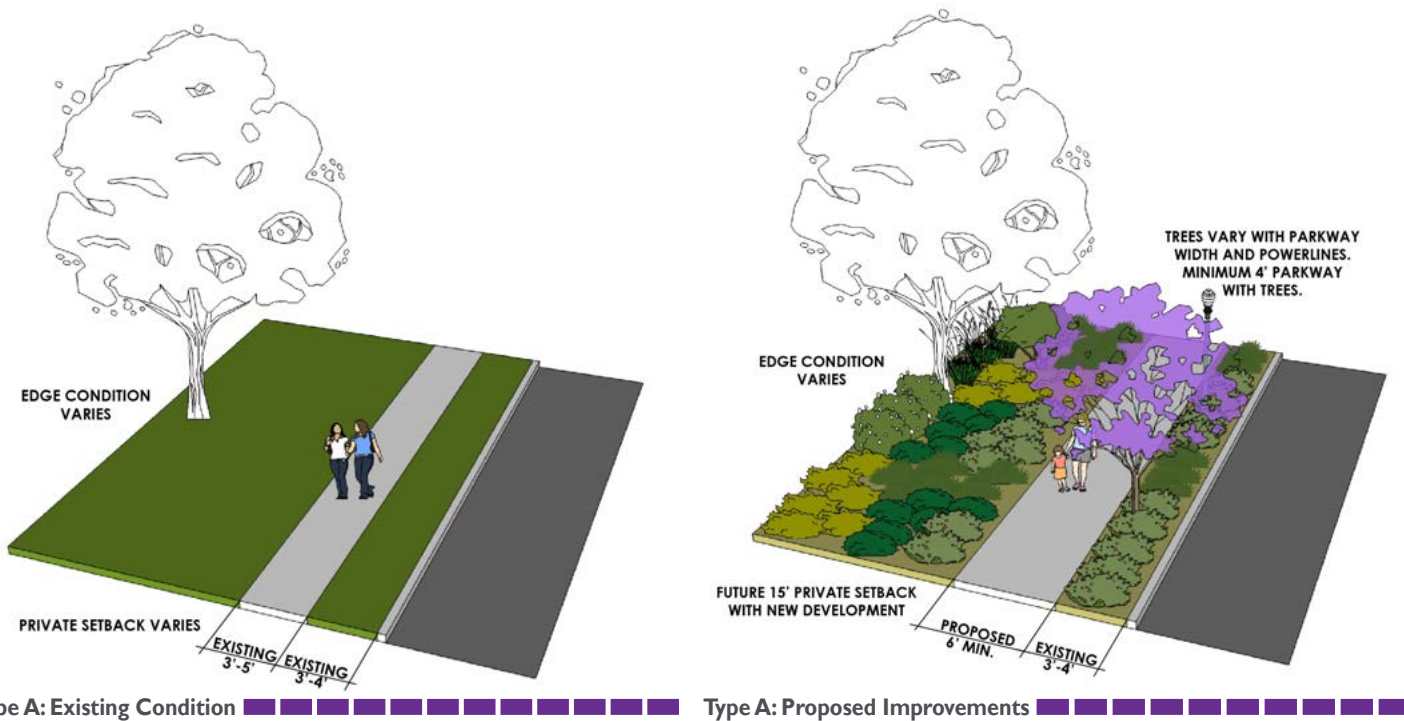 EDGE CONDITION
VARIES
PRIVATE SETBACK VARIES
EXISTING
3'-5'
EXISTING
3'-4'
pe A: Existing Condition
TREES VARY WITH PARKWAY
WIDTH AND POWERLINES.
MINIMUM 4' PARKWAY
WITH TREES.
EDGE CONDITION
VARIES
FUTURE 15' PRIVATE SETBACK
WITH NEW DEVELOPMENT
PROPOSED
6' MIN.
EXISTING
3'-4'
Type A: Proposed Improvements